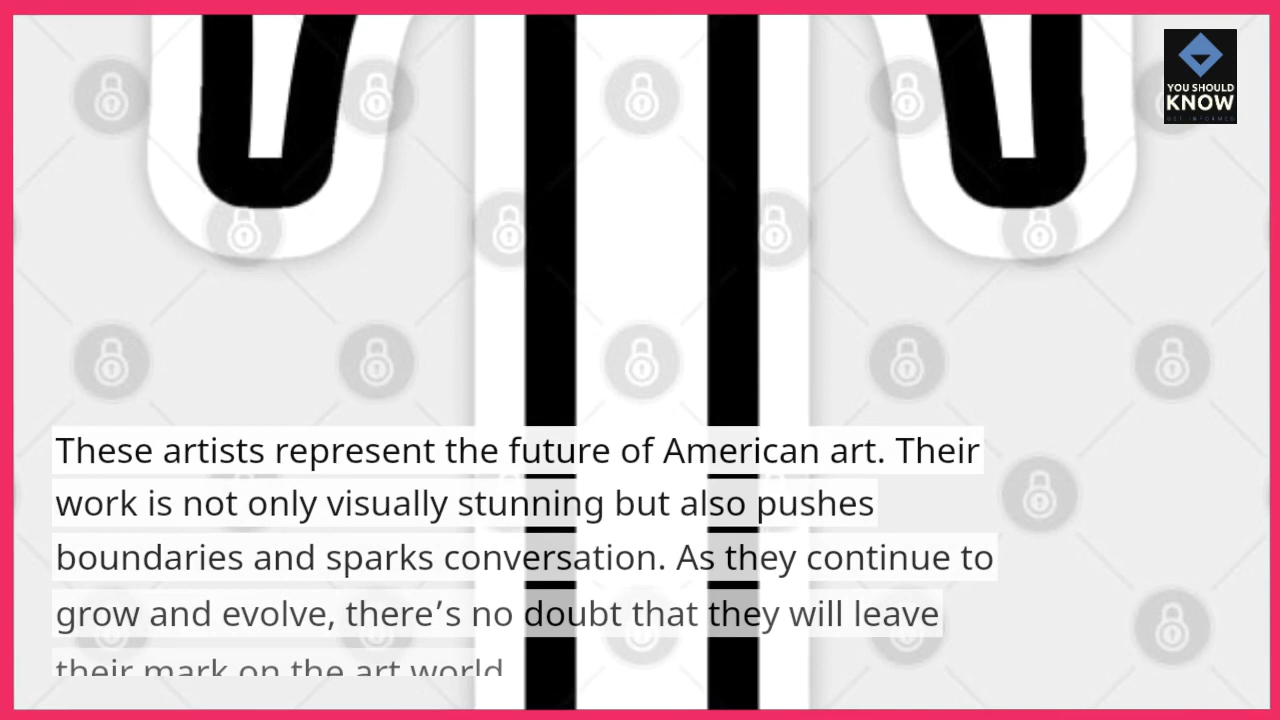 YOU SHOULD
KNOW
GET INFORMED
These artists represent the future of American art. Their
work is not only visually stunning but also pushes
boundaries and sparks conversation. As they continue to
grow and evolve, there’s no doubt that they will leave
their mark on the art world